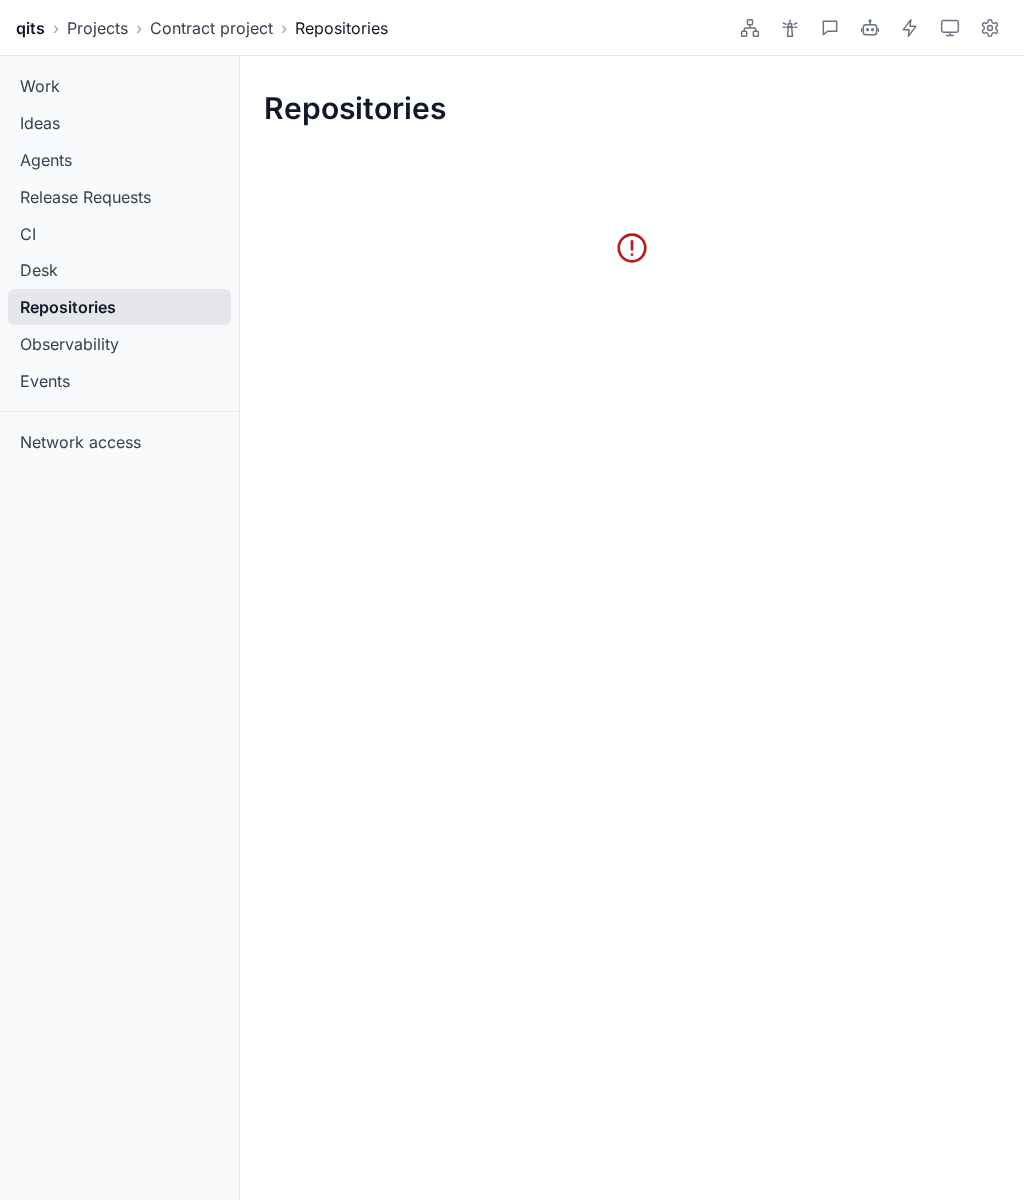 qits › Projects › Contract project › Repositories
Work
Ideas
Agents
Release Requests
CI
Desk
Repositories
Observability
Events
Network access
Repositories